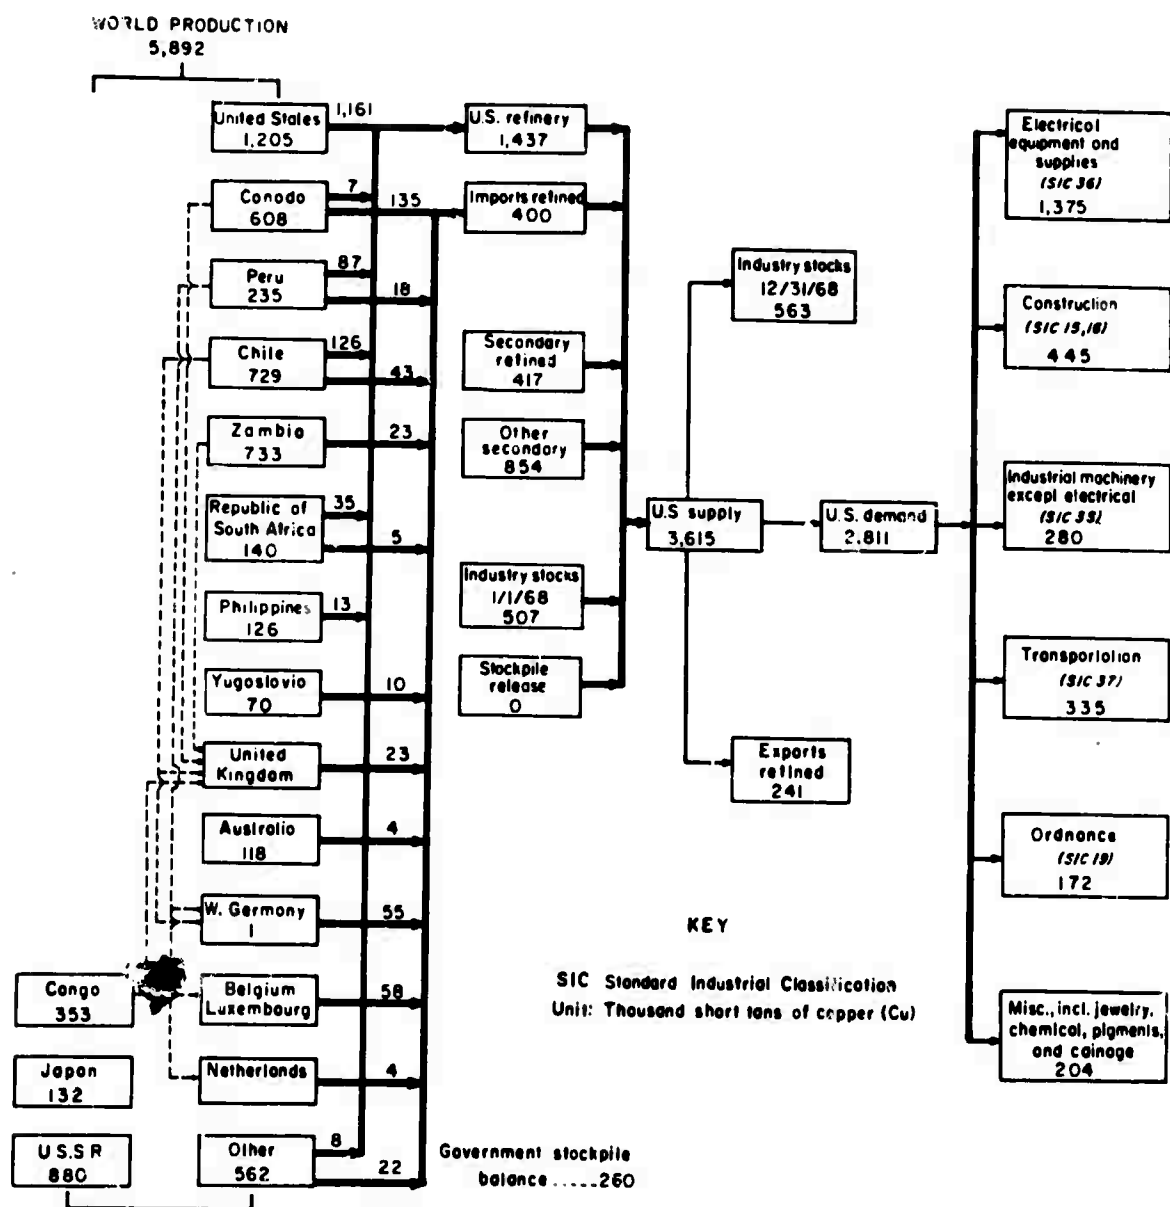 WORLD PRODUCTION
5,892
United States
1,205
1,161
Canada
608
7
135
Peru
235
87
18
Chile
729
126
43
Zambia
733
23
Republic of
South Africa
140
35
5
Philippines
126
13
Yugoslavia
70
10
United
Kingdom
23
Australia
118
4
W. Germany
1
55
Congo
353
Belgium
Luxembourg
58
Japan
132
Netherlands
4
U.S.S.R
880
Other
562
8
22
U.S. refinery
1,437
Imports refined
400
Secondary
refined
417
Other
secondary
854
Industry stocks
1/1/68
507
Stockpile
release
0
Government stockpile
balance .....260
Industry stocks
12/31/68
563
U.S. supply
3,615
U.S. demand
2,811
Exports
refined
241
Electrical
equipment and
supplies
(SIC 36)
1,375
Construction
(SIC 15,16)
445
Industrial machinery
except electrical
(SIC 35)
280
Transportation
(SIC 37)
335
Ordnance
(SIC 19)
172
Misc., incl. jewelry,
chemical, pigments,
and coinage
204
KEY
SIC Standard Industrial Classification
Unit: Thousand short tons of copper (Cu)